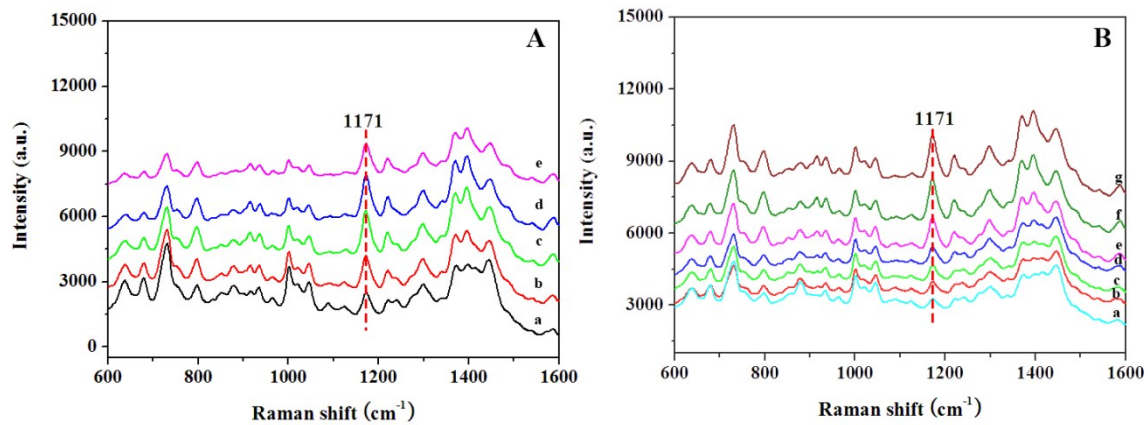 15000
A
12000
1171
9000
e
6000
d
c
3000
b
a
0
600 800 1000 1200 1400 1600
Intensity (a.u.)
Raman shift (cm-1)
15000
B
12000
1171
9000
g
f
6000
e
d
c
3000
b
a
600 800 1000 1200 1400 1600
Intensity (a.u.)
Raman shift (cm-1)